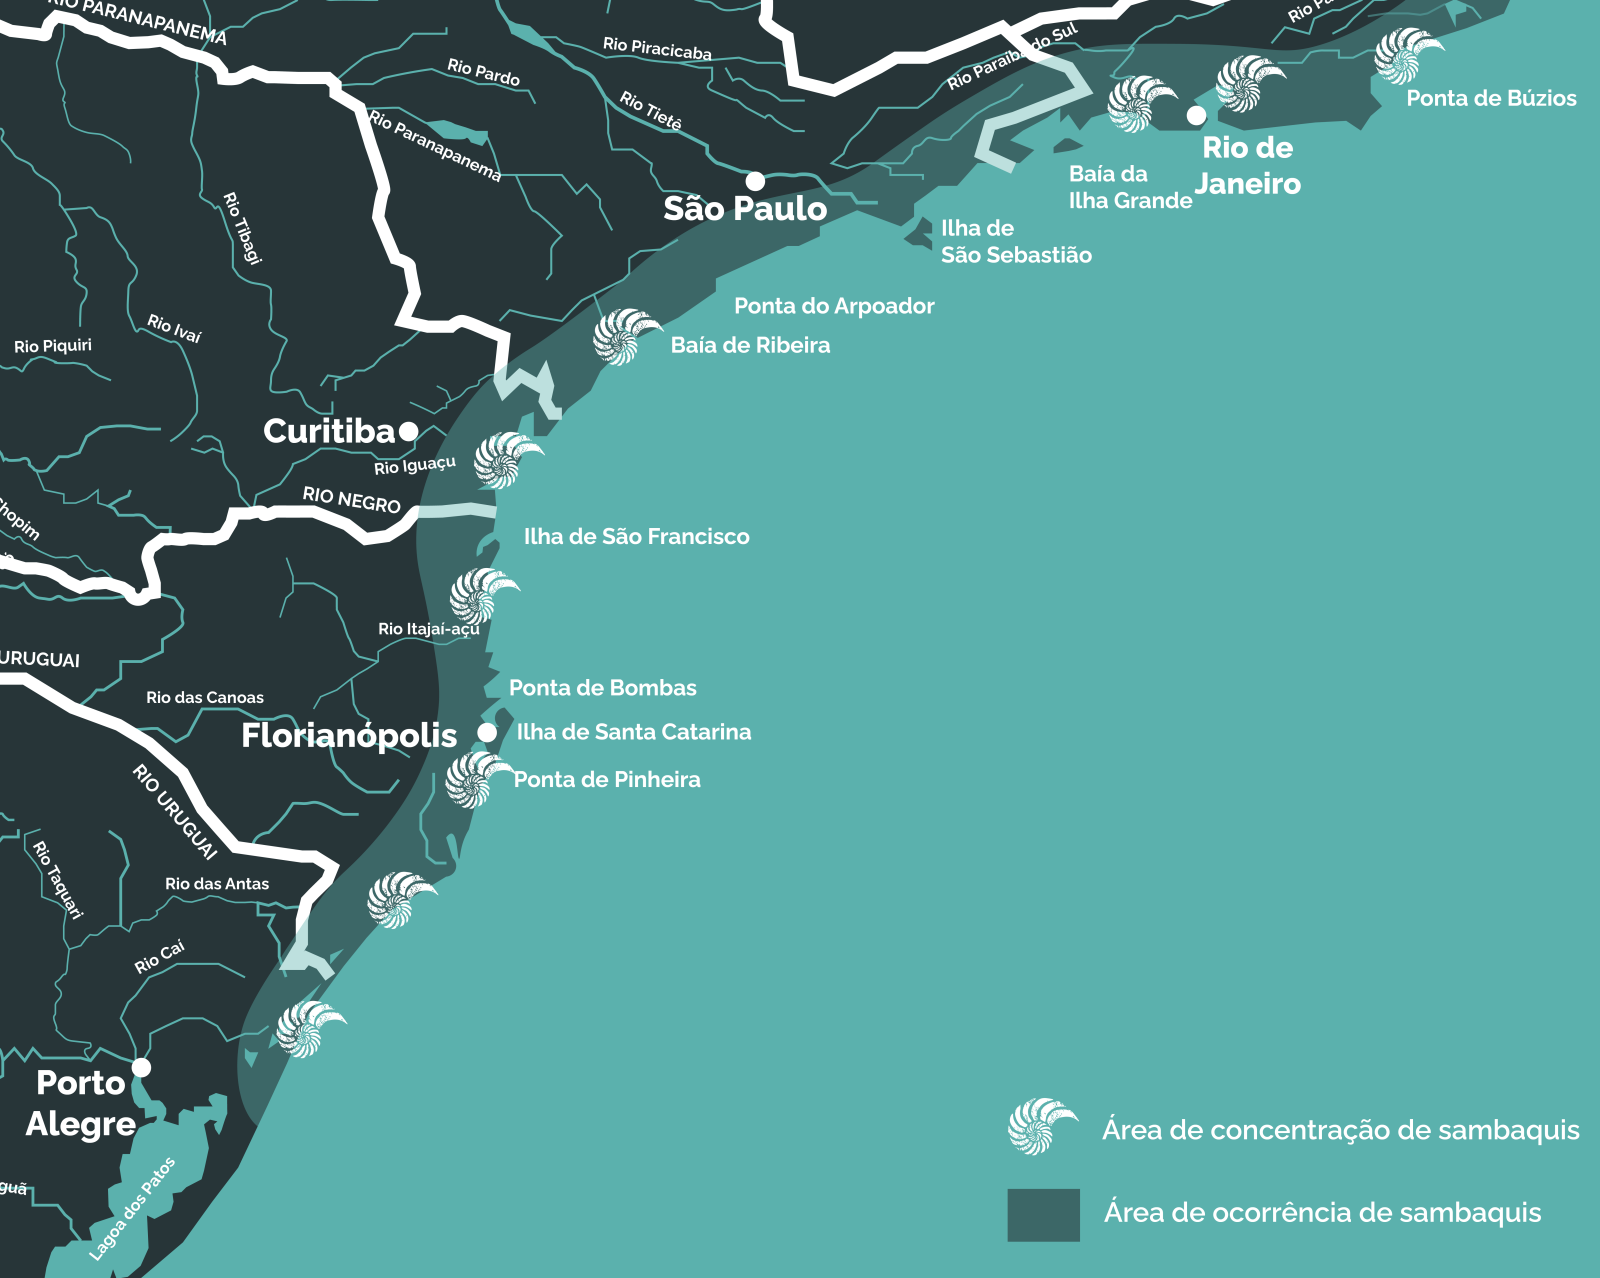 RIO PARANAPANEMA
Rio Piracicaba
Rio Pardo
Rio Tietê
Rio Paraíba do Sul
Rio Pa
Ponta de Búzios
Rio Paranapanema
Rio de
Janeiro
Baía da
Ilha Grande
São Paulo
Ilha de
São Sebastião
Rio Tibagi
Ponta do Arpoador
Baía de Ribeira
Rio Ivaí
Rio Piquiri
Curitiba
Rio Iguaçu
RIO NEGRO
Chopim
Ilha de São Francisco
Rio Itajaí-açu
URUGUAI
Ponta de Bombas
Rio das Canoas
Florianópolis
Ilha de Santa Catarina
Ponta de Pinheira
RIO URUGUAI
Rio Taquari
Rio das Antas
Rio Caí
Porto
Alegre
Lagoa dos Patos
guã
Área de concentração de sambaquis
Área de ocorrência de sambaquis